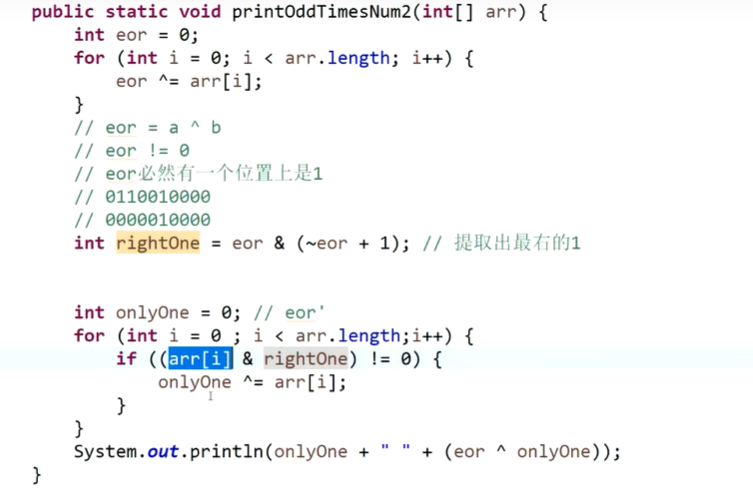 public static void printOddTimesNum2(int[] arr) {
int eor = 0;
for (int i = 0; i < arr.length; i++) {
eor ^= arr[i];
}
// eor = a ^ b
// eor != 0
// eor必然有一个位置上是1
// 0110010000
// 0000010000
int rightOne = eor & (~eor + 1); // 提取出最右的1
int onlyOne = 0; // eor'
for (int i = 0 ; i < arr.length;i++) {
if ((arr[i] & rightOne) != 0) {
onlyOne ^= arr[i];
}
}
System.out.println(onlyOne + " " + (eor ^ onlyOne));
}